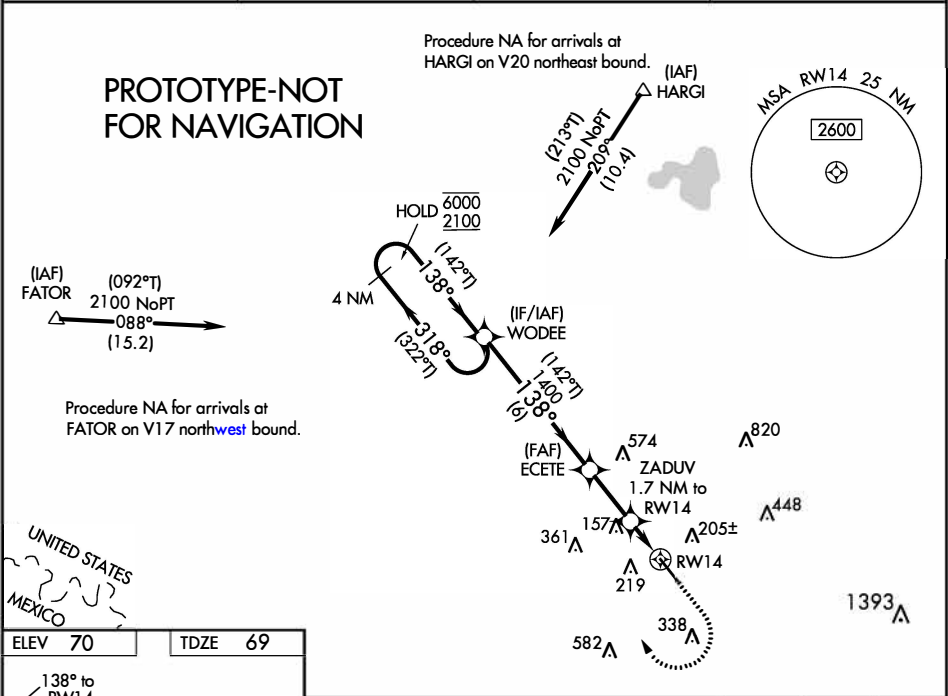 Procedure NA for arrivals at
HARGI on V20 northeast bound.
PROTOTYPE-NOT
FOR NAVIGATION
(IAF)
HARGI
(213°T)
2100 NoPT
209°
(10.4)
MSA RW14 25 NM
2600
HOLD
6000
2100
(142°T)
138°
4 NM
318°
(322°T)
(IAF)
FATOR
(092°T)
2100 NoPT
088°
(15.2)
(IF/IAF)
WODEE
(142°T)
1400
138°
(6)
Procedure NA for arrivals at
FATOR on V17 northwest bound.
(FAF)
ECETE
574
820
ZADUV
1.7 NM to
RW14
448
157
205±
361
RW14
219
UNITED STATES
MEXICO
1393
338
582
ELEV 70
TDZE 69
138° to
RW14